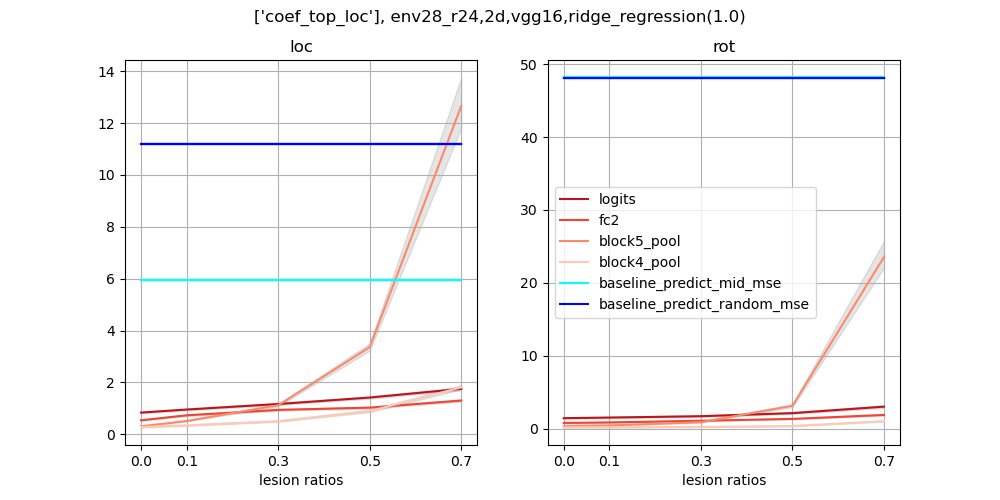 ['coef_top_loc'], env28_r24,2d,vgg16,ridge_regression(1.0)
loc
14
12
10
8
6
4
2
0
0.0 0.1 0.3 0.5 0.7
lesion ratios
rot
50
40
30
20
10
0
logits
fc2
block5_pool
block4_pool
baseline_predict_mid_mse
baseline_predict_random_mse
0.0 0.1 0.3 0.5 0.7
lesion ratios